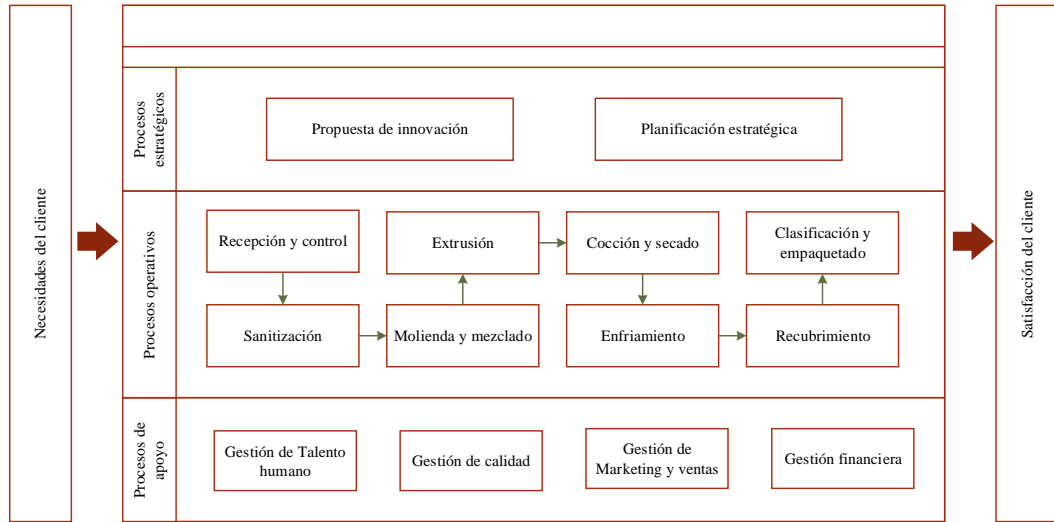 Necesidades del cliente
Procesos
estratégicos
Propuesta de innovación
Planificación estratégica
Procesos operativos
Recepción y control
Extrusión
Cocción y secado
Clasificación y
empaquetado
Sanitización
Molienda y mezclado
Enfriamiento
Recubrimiento
Procesos de
apoyo
Gestión de Talento
humano
Gestión de calidad
Gestión de
Marketing y ventas
Gestión financiera
Satisfacción del cliente